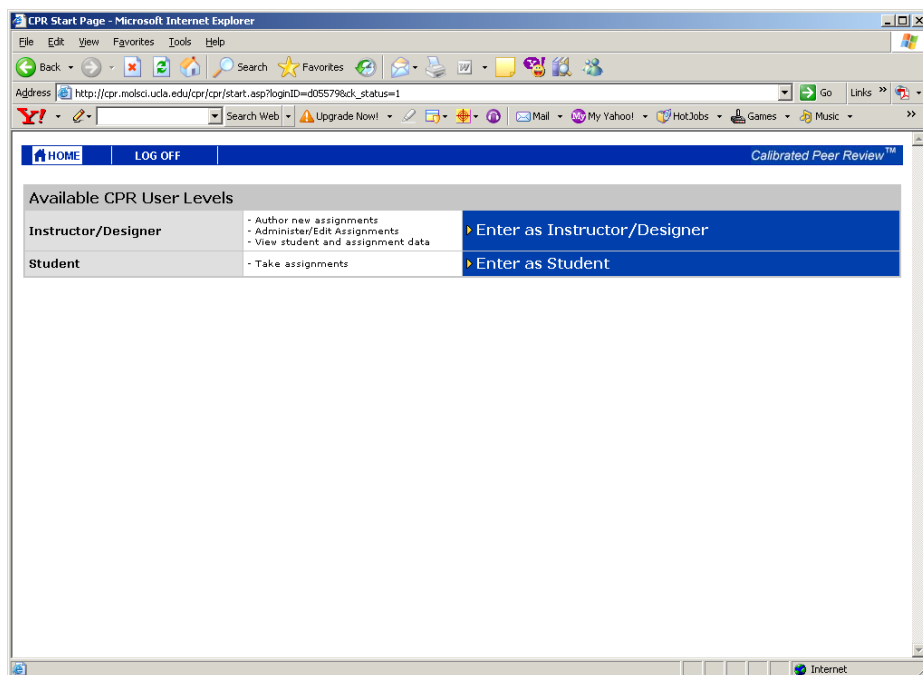 CPR Start Page - Microsoft Internet Explorer
File Edit View Favorites Tools Help
Back Search Favorites
Address http://cpr.molsci.ucla.edu/cpr/cpr/start.asp?loginID=d05579&ck_status=1 Go Links »
Y! Search Web Upgrade Now! Mail My Yahoo! HotJobs Games Music »
HOME LOG OFF Calibrated Peer Review™
Available CPR User Levels
Instructor/Designer
- Author new assignments
- Administer/Edit Assignments
- View student and assignment data
Enter as Instructor/Designer
Student
- Take assignments
Enter as Student
Internet